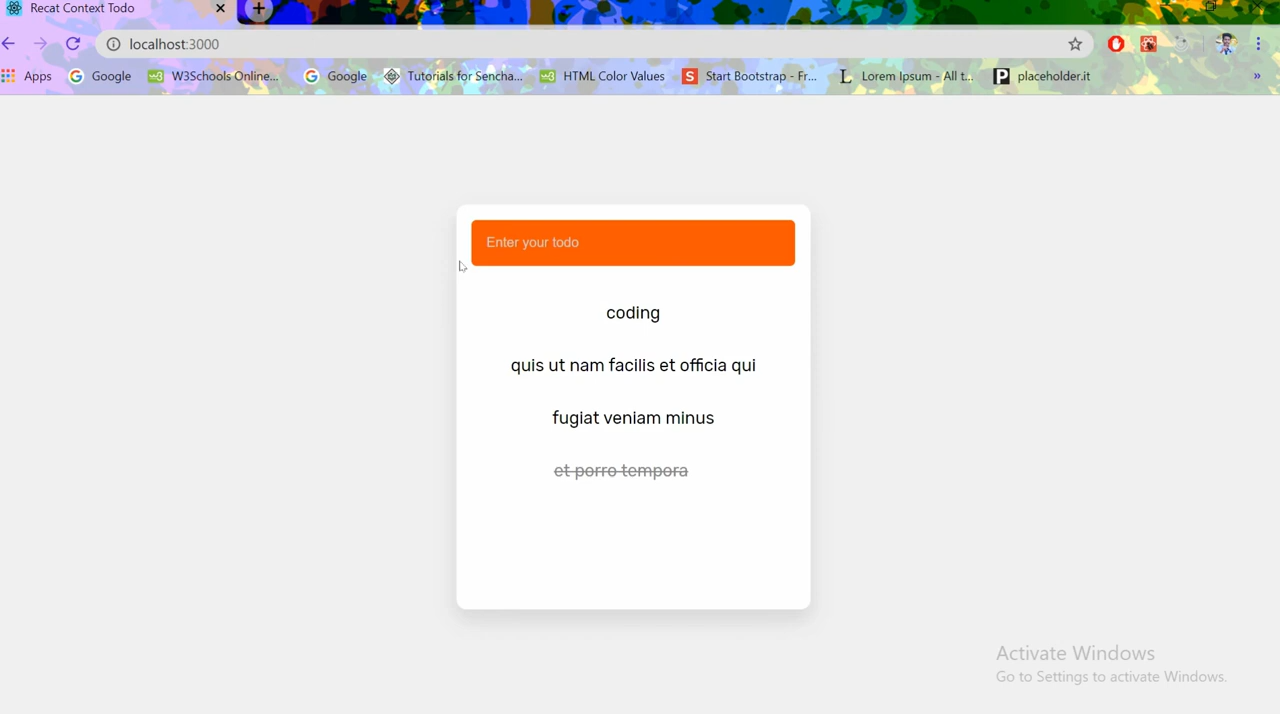 Recat Context Todo
localhost:3000
Apps
Google
W3Schools Online...
Google
Tutorials for Sencha...
HTML Color Values
S
Start Bootstrap - Fr...
L
Lorem Ipsum - All t...
P
placeholder.it
»
Enter your todo
coding
quis ut nam facilis et officia qui
fugiat veniam minus
et porro tempora
Activate Windows
Go to Settings to activate Windows.